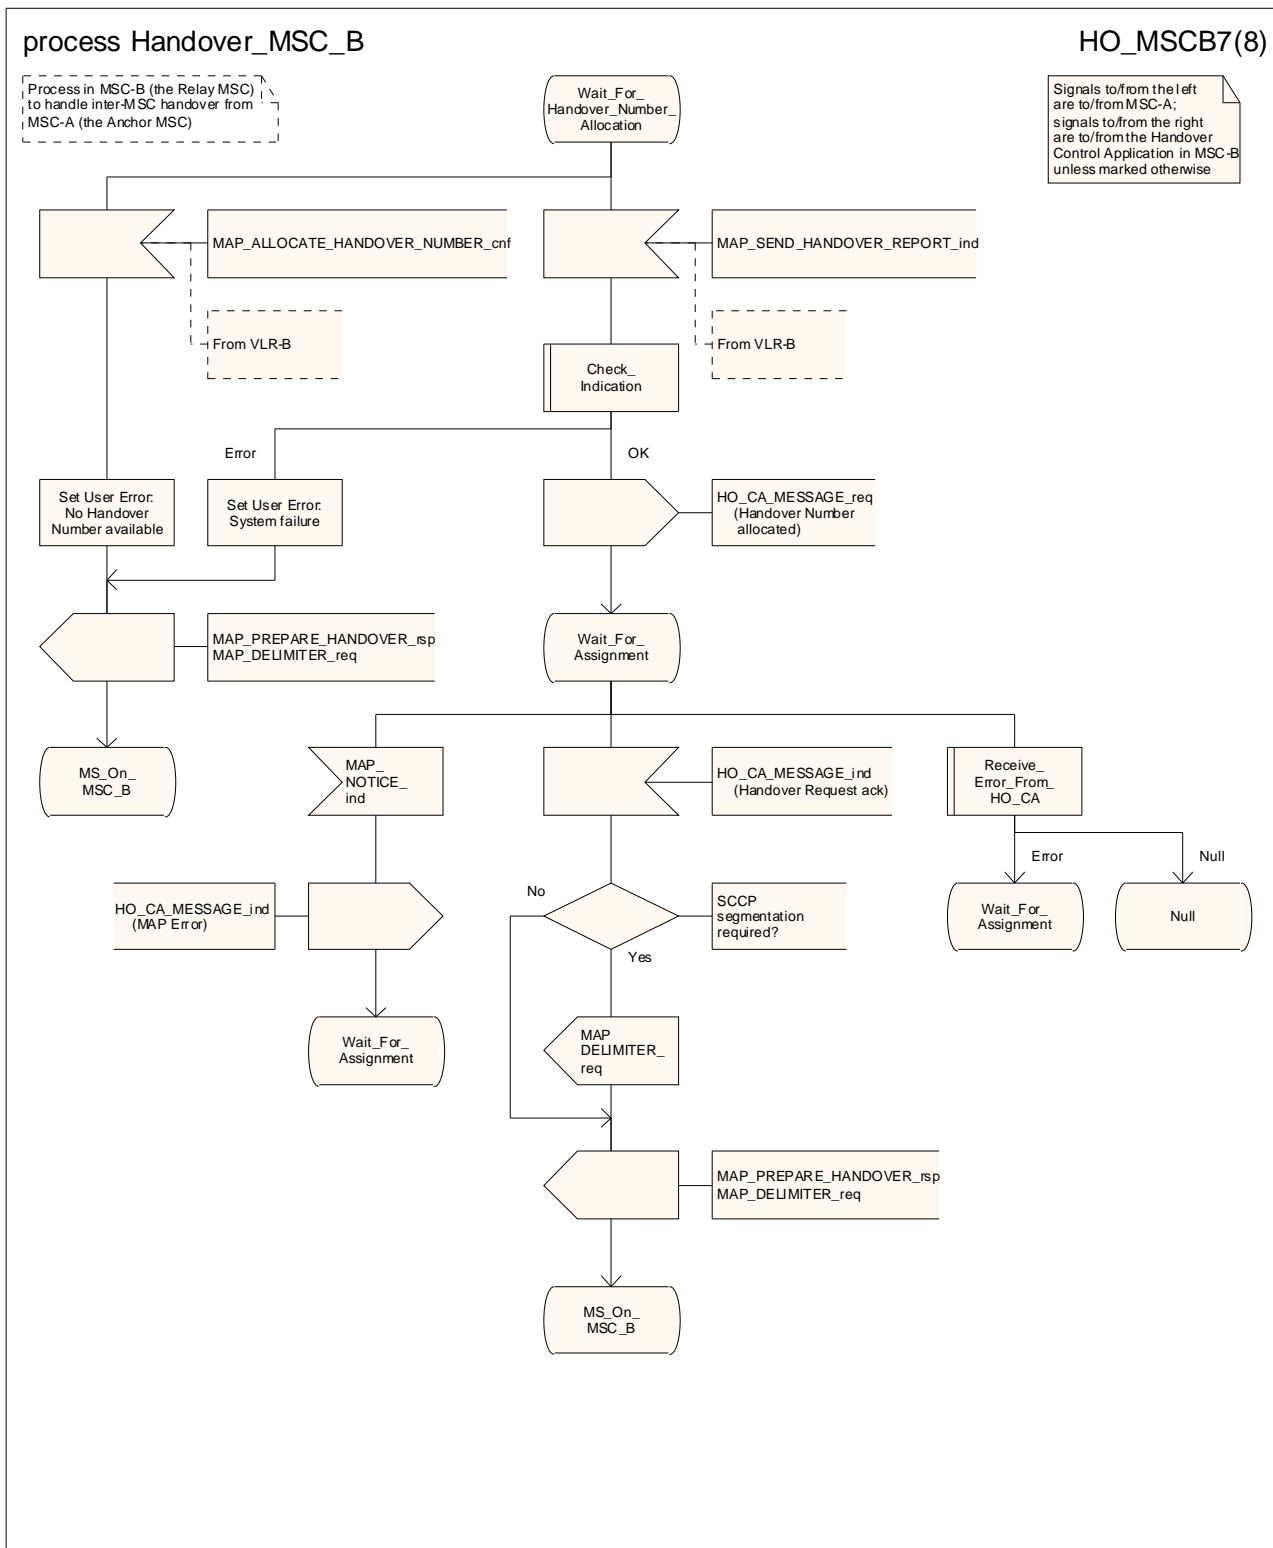 process Handover_MSC_B
HO_MSCB7(8)
Process in MSC-B (the Relay MSC)
to handle inter-MSC handover from
MSC-A (the Anchor MSC)
Wait_For_
Handover_Number_
Allocation
Signals to/from the left
are to/from MSC-A;
signals to/from the right
are to/from the Handover
Control Application in MSC-B
unless marked otherwise
MAP_ALLOCATE_HANDOVER_NUMBER_cnf
MAP_SEND_HANDOVER_REPORT_ind
From VLR-B
From VLR-B
Check_
Indication
Error
OK
Set User Error:
No Handover
Number available
Set User Error:
System failure
HO_CA_MESSAGE_req
(Handover Number
allocated)
MAP_PREPARE_HANDOVER_rsp
MAP_DELIMITER_req
Wait_For_
Assignment
MS_On_
MSC_B
MAP_
NOTICE_
ind
HO_CA_MESSAGE_ind
(Handover Request ack)
Receive_
Error_From_
HO_CA
Error
Null
HO_CA_MESSAGE_ind
(MAP Error)
No
SCCP
segmentation
required?
Yes
Wait_For_
Assignment
Null
Wait_For_
Assignment
MAP
DELIMITER_
req
MAP_PREPARE_HANDOVER_rsp
MAP_DELIMITER_req
MS_On_
MSC_B